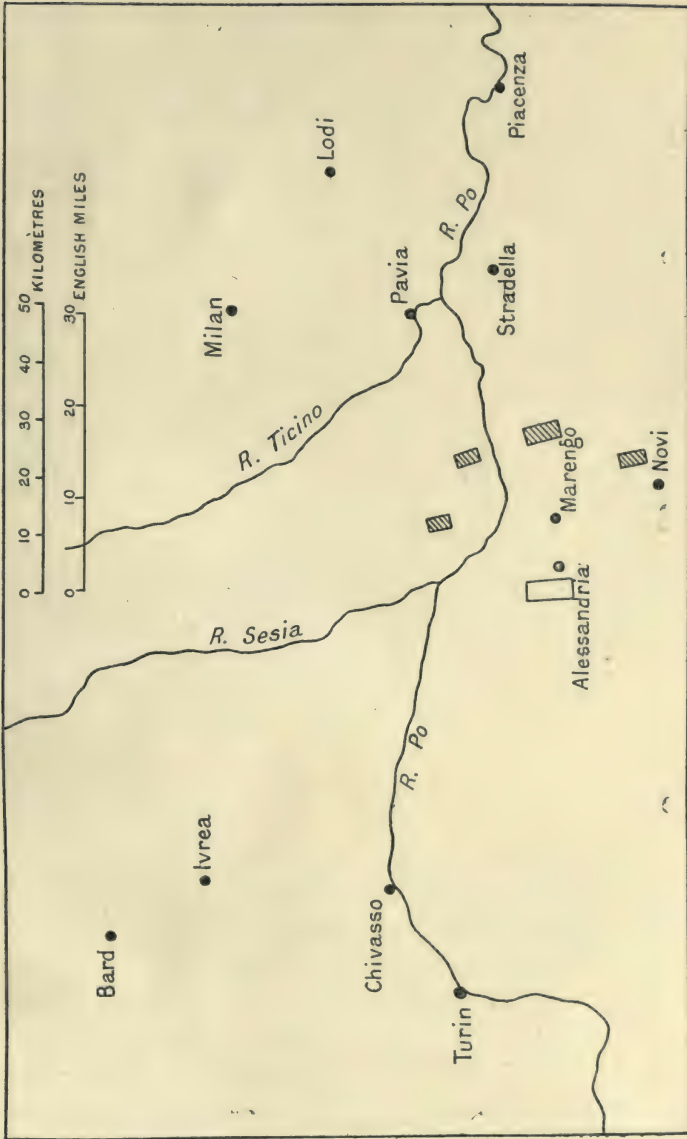 50 KILOMÈTRES
40
30
20
10
0
30 ENGLISH MILES
20
10
0
Bard
Ivrea
Chivasso
Turin
R. Po
R. Sesia
R. Ticino
Milan
Lodi
Pavia
R. Po
Stradella
Piacenza
Alessandria
Marengo
Novi